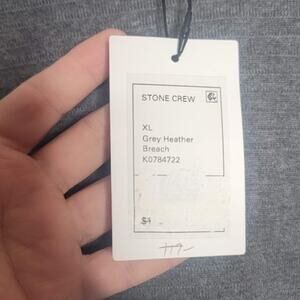 STONE CREW
XL
Grey Heather
Breach
K0784722